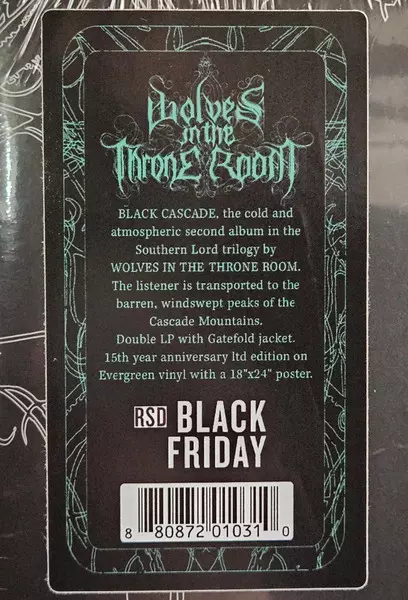 Wolves
in the
Throne Room
BLACK CASCADE, the cold and
atmospheric second album in the
Southern Lord trilogy by
WOLVES IN THE THRONE ROOM.
The listener is transported to the
barren, windswept peaks of the
Cascade Mountains.
Double LP with Gatefold jacket.
15th year anniversary ltd edition on
Evergreen vinyl with a 18"x24" poster.
RSD BLACK
FRIDAY
8 80872 01031 0